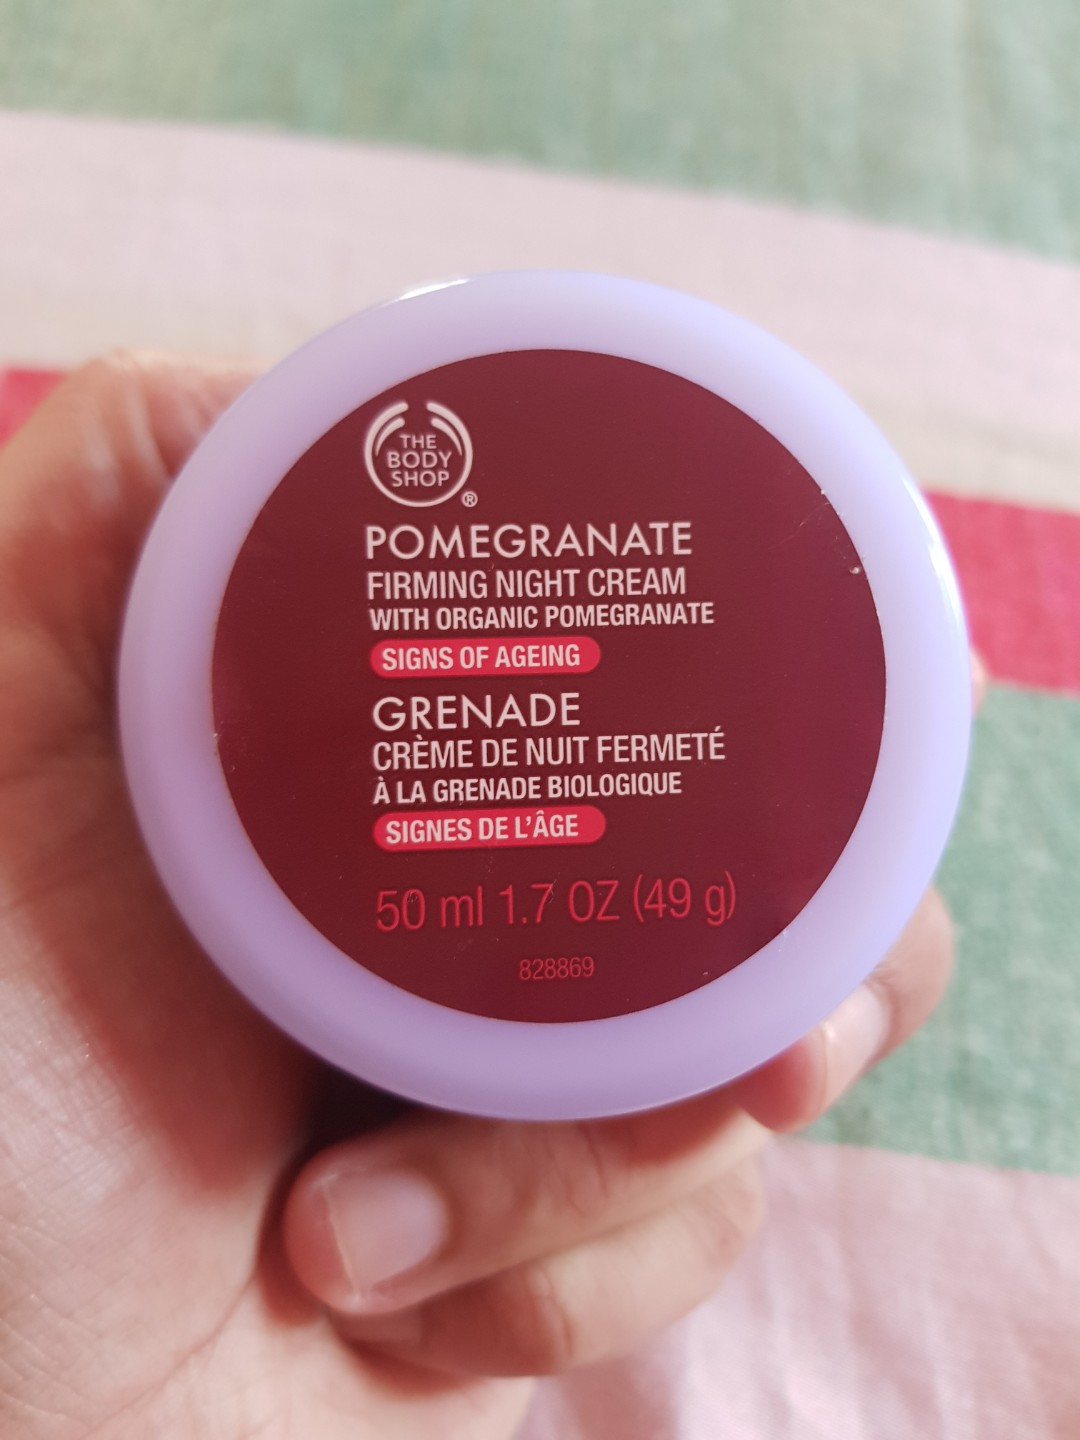 THE
BODY
SHOP
®
POMEGRANATE
FIRMING NIGHT CREAM
WITH ORGANIC POMEGRANATE
SIGNS OF AGEING
GRENADE
CRÈME DE NUIT FERMETÉ
À LA GRENADE BIOLOGIQUE
SIGNES DE L'ÂGE
50 ml 1.7 OZ (49 g)
828869